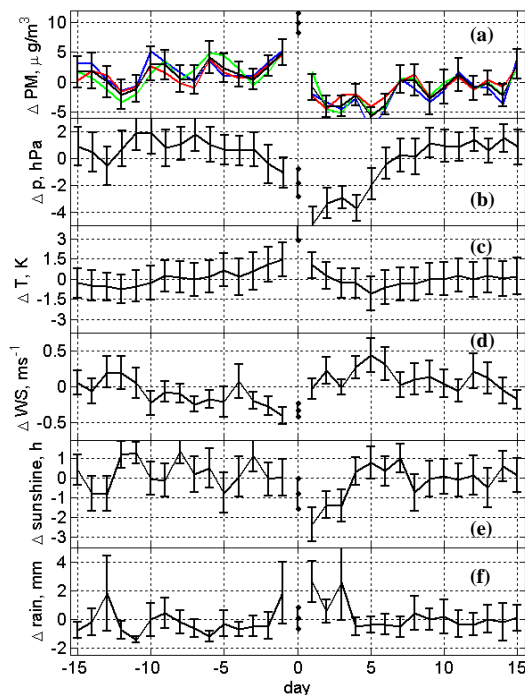 (a)
Δ PM, μ g/m³
10
5
0
-5
(b)
Δ p, hPa
2
0
-2
-4
(c)
Δ T, K
3
1.5
0
-1.5
-3
(d)
Δ WS, ms⁻¹
0.5
0
-0.5
(e)
Δ sunshine, h
1
0
-1
-2
-3
(f)
Δ rain, mm
4
2
0
-2
-15 -10 -5 0 5 10 15
day